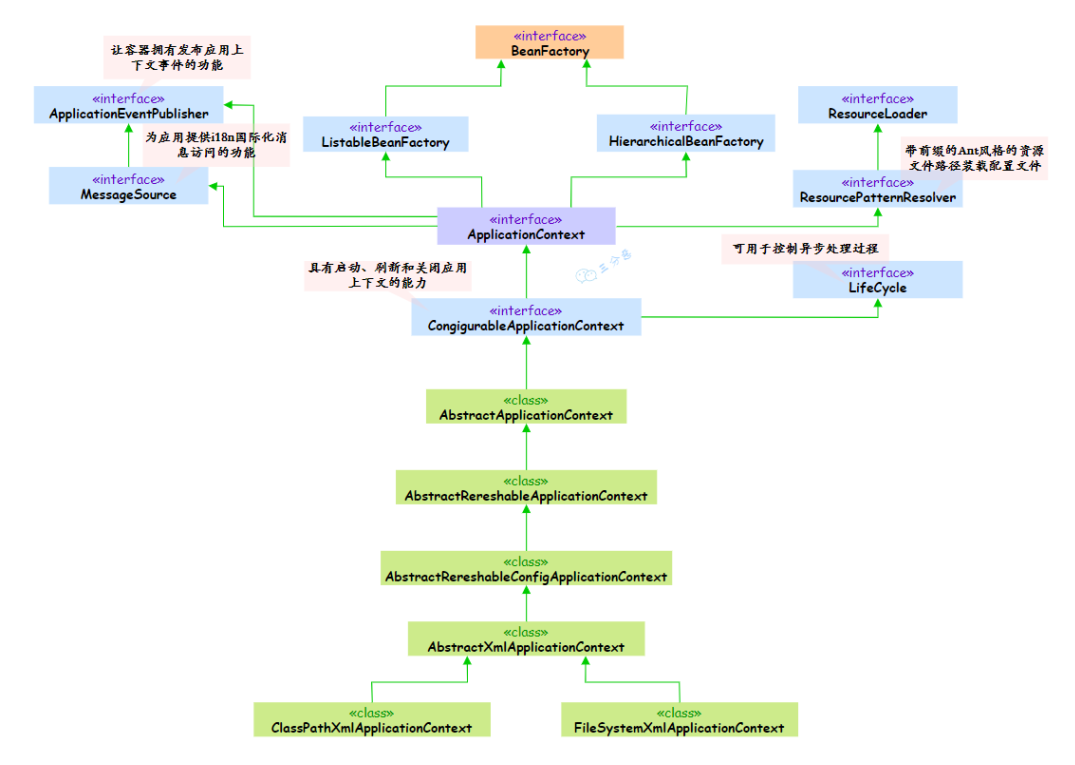 «interface»
BeanFactory
让容器拥有发布应用上
下文事件的功能
«interface»
ApplicationEventPublisher
«interface»
ListableBeanFactory
«interface»
HierarchicalBeanFactory
«interface»
ResourceLoader
为应用提供i18n国际化消
息访问的功能
带前缀的Ant风格的资源
文件路径装载配置文件
«interface»
MessageSource
«interface»
ResourcePatternResolver
«interface»
ApplicationContext
可用于控制异步处理过程
具有启动、刷新和关闭应用
上下文的能力
三分恶
«interface»
LifeCycle
«interface»
CongigurableApplicationContext
«class»
AbstractApplicationContext
«class»
AbstractRereshableApplicationContext
«class»
AbstractRereshableConfigApplicationContext
«class»
AbstractXmlApplicationContext
«class»
ClassPathXmlApplicationContext
«class»
FileSystemXmlApplicationContext